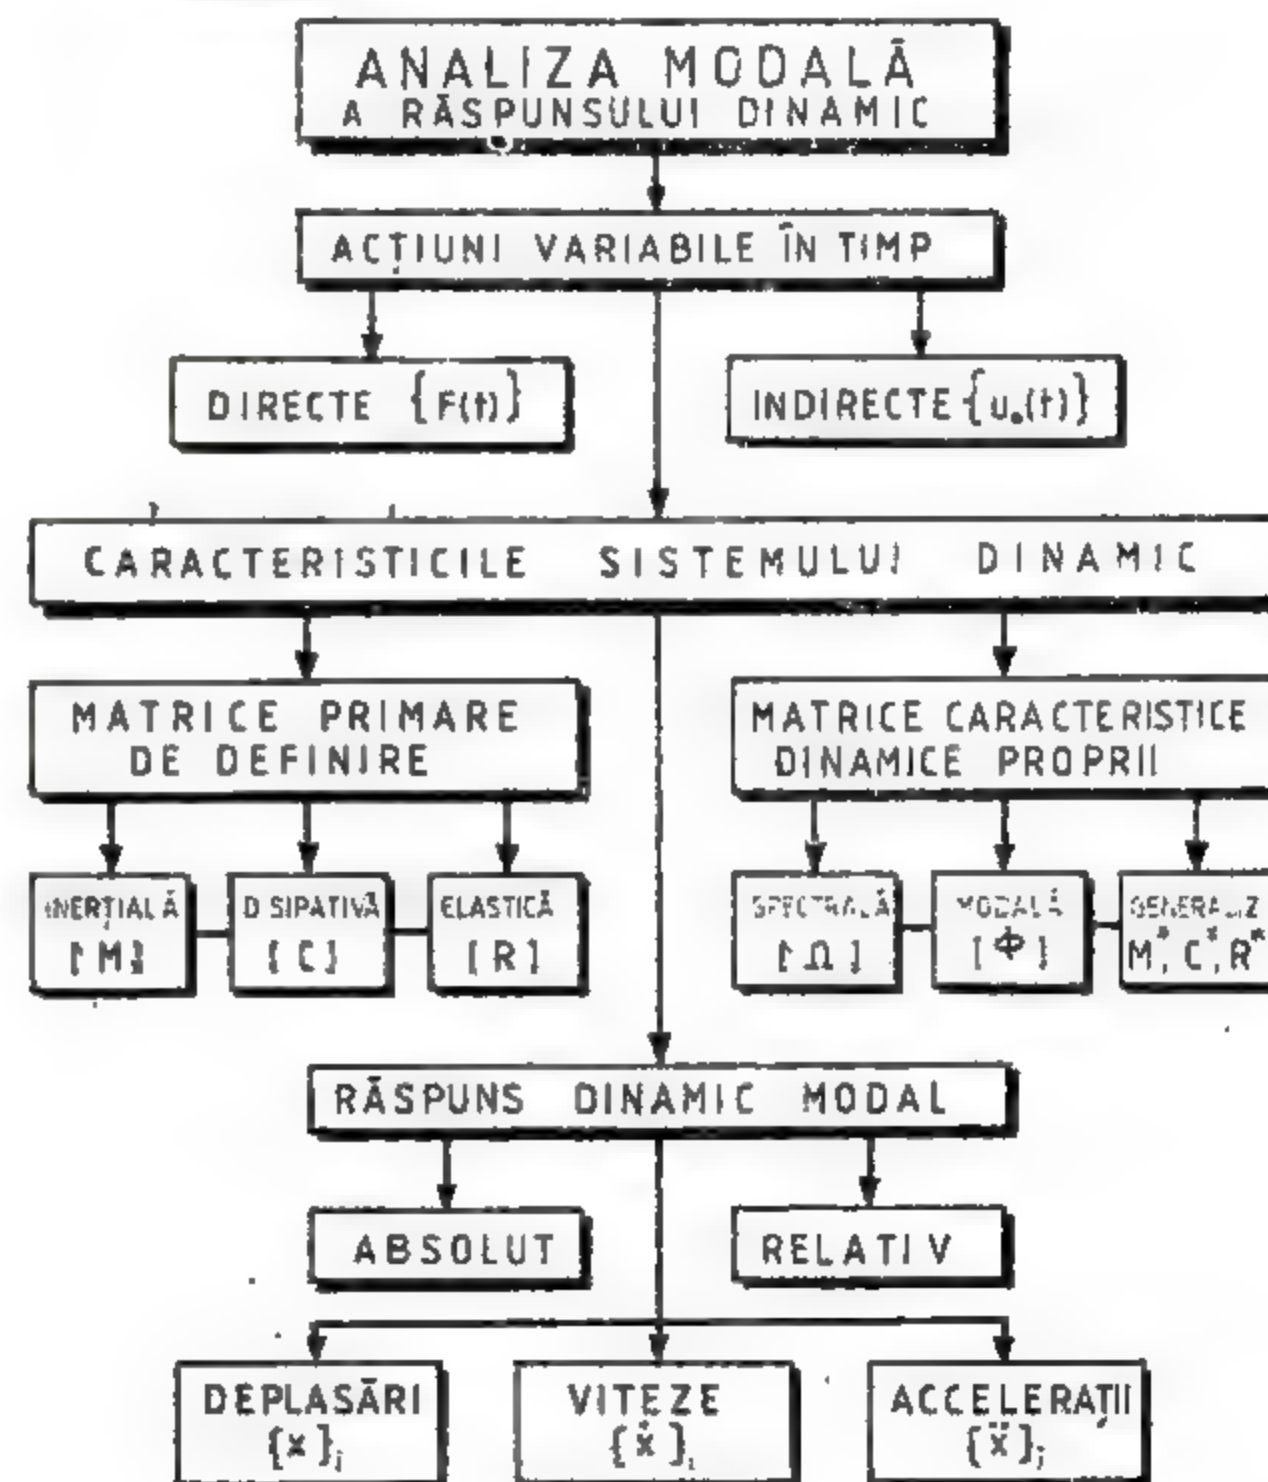 ANALIZA MODALĂ
A RĂSPUNSULUI DINAMIC
ACȚIUNI VARIABILE ÎN TIMP
DIRECTE {F(t)}
INDIRECTE {u₀(t)}
CARACTERISTICILE SISTEMULUI DINAMIC
MATRICE PRIMARE
DE DEFINIRE
MATRICE CARACTERISTICE
DINAMICE PROPRII
INERȚIALĂ
[M]
DISIPATIVĂ
[C]
ELASTICĂ
[R]
SPECTRALĂ
[Ω]
MODALĂ
[Φ]
GENERALIZ
M*, C*, R*
RĂSPUNS DINAMIC MODAL
ABSOLUT
RELATIV
DEPLASĂRI
{x}ᵢ
VITEZE
{ẋ}ᵢ
ACCELERAȚII
{ẍ}ᵢ